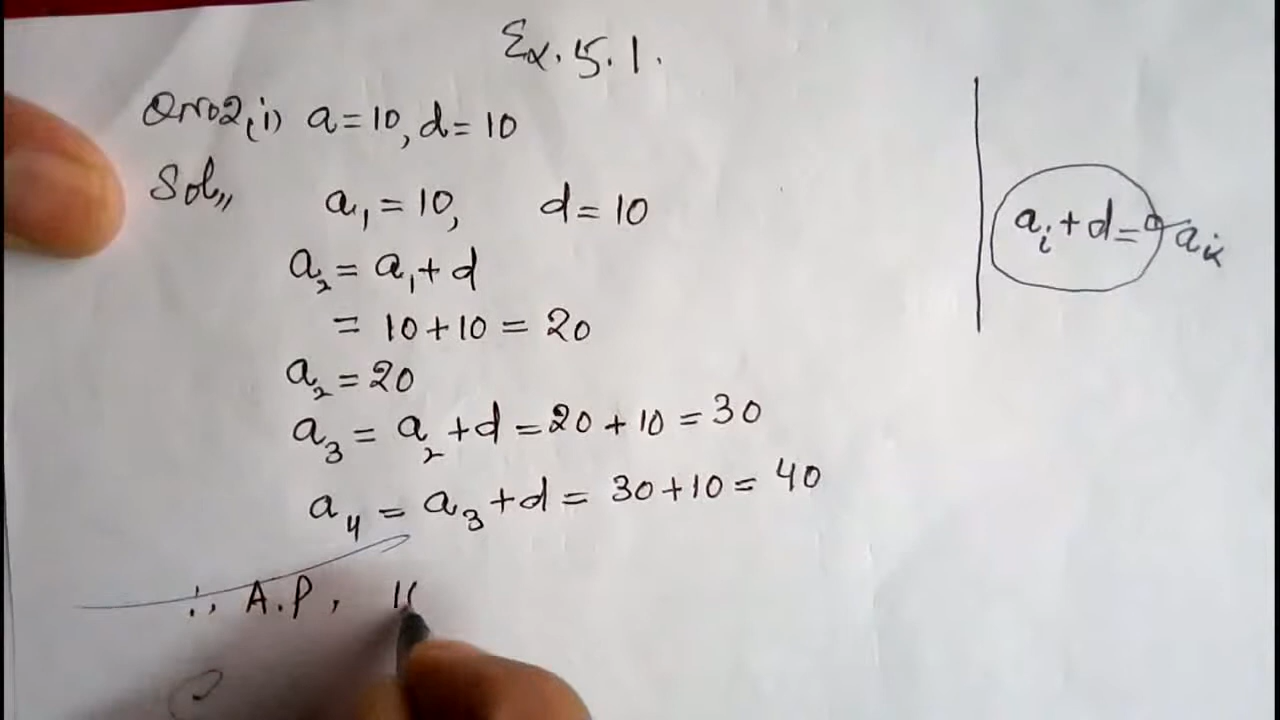 Ex. 5.1.
QNo2,(i) a=10, d=10
Sol,,
a₁ = 10, d= 10
a₂ = a₁+ d
= 10+10 = 20
a₂ = 20
a₃ = a₂ +d = 20 + 10 = 30
a₄ = a₃ +d = 30+10 = 40
∴, A.P, 10
aᵢ + d =